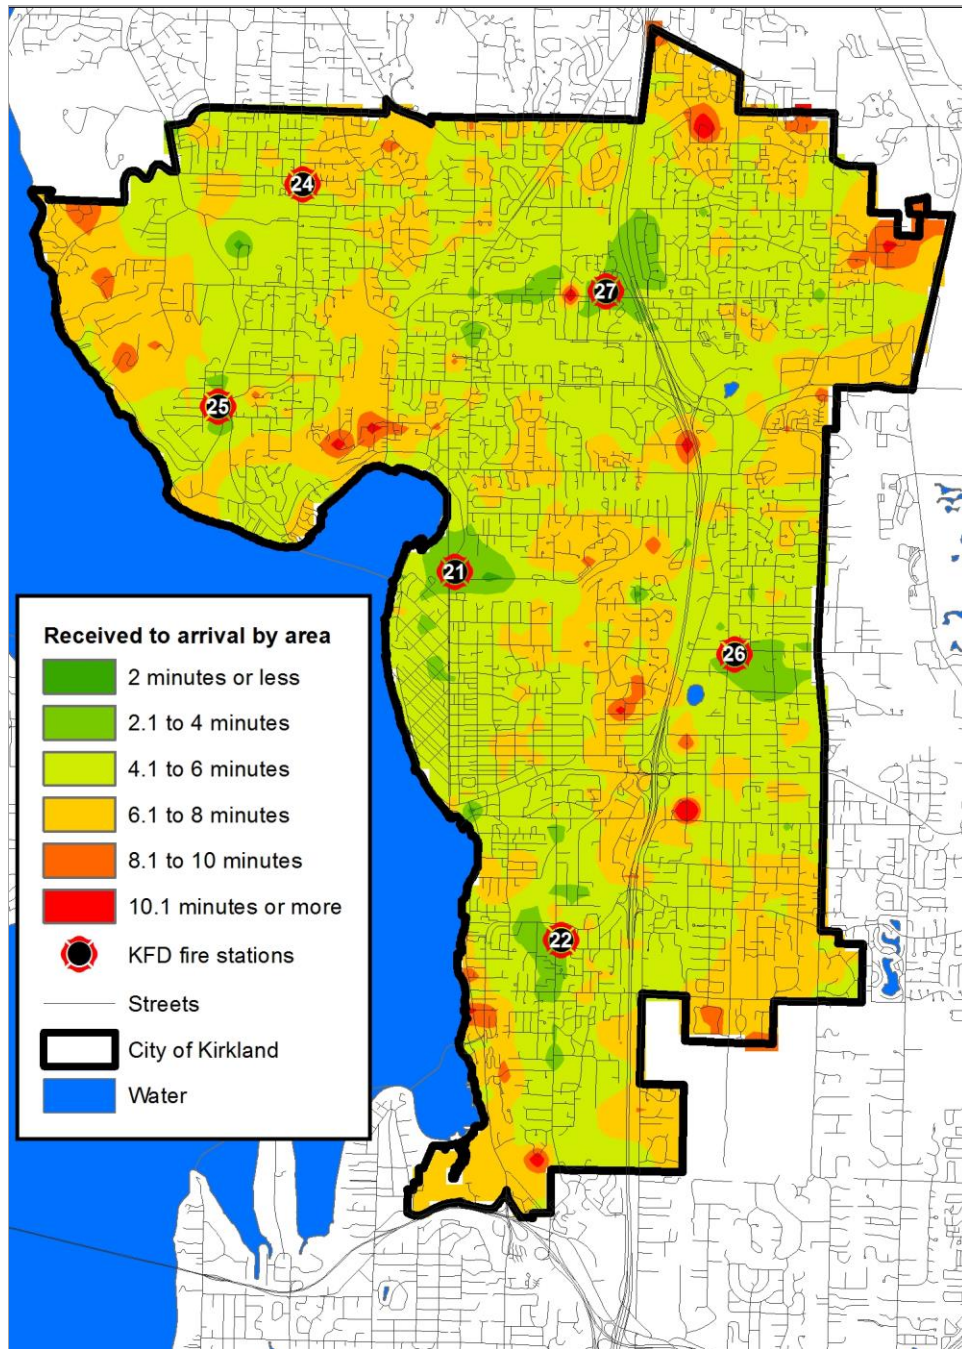 24
27
25
21
26
22
Received to arrival by area
2 minutes or less
2.1 to 4 minutes
4.1 to 6 minutes
6.1 to 8 minutes
8.1 to 10 minutes
10.1 minutes or more
KFD fire stations
Streets
City of Kirkland
Water